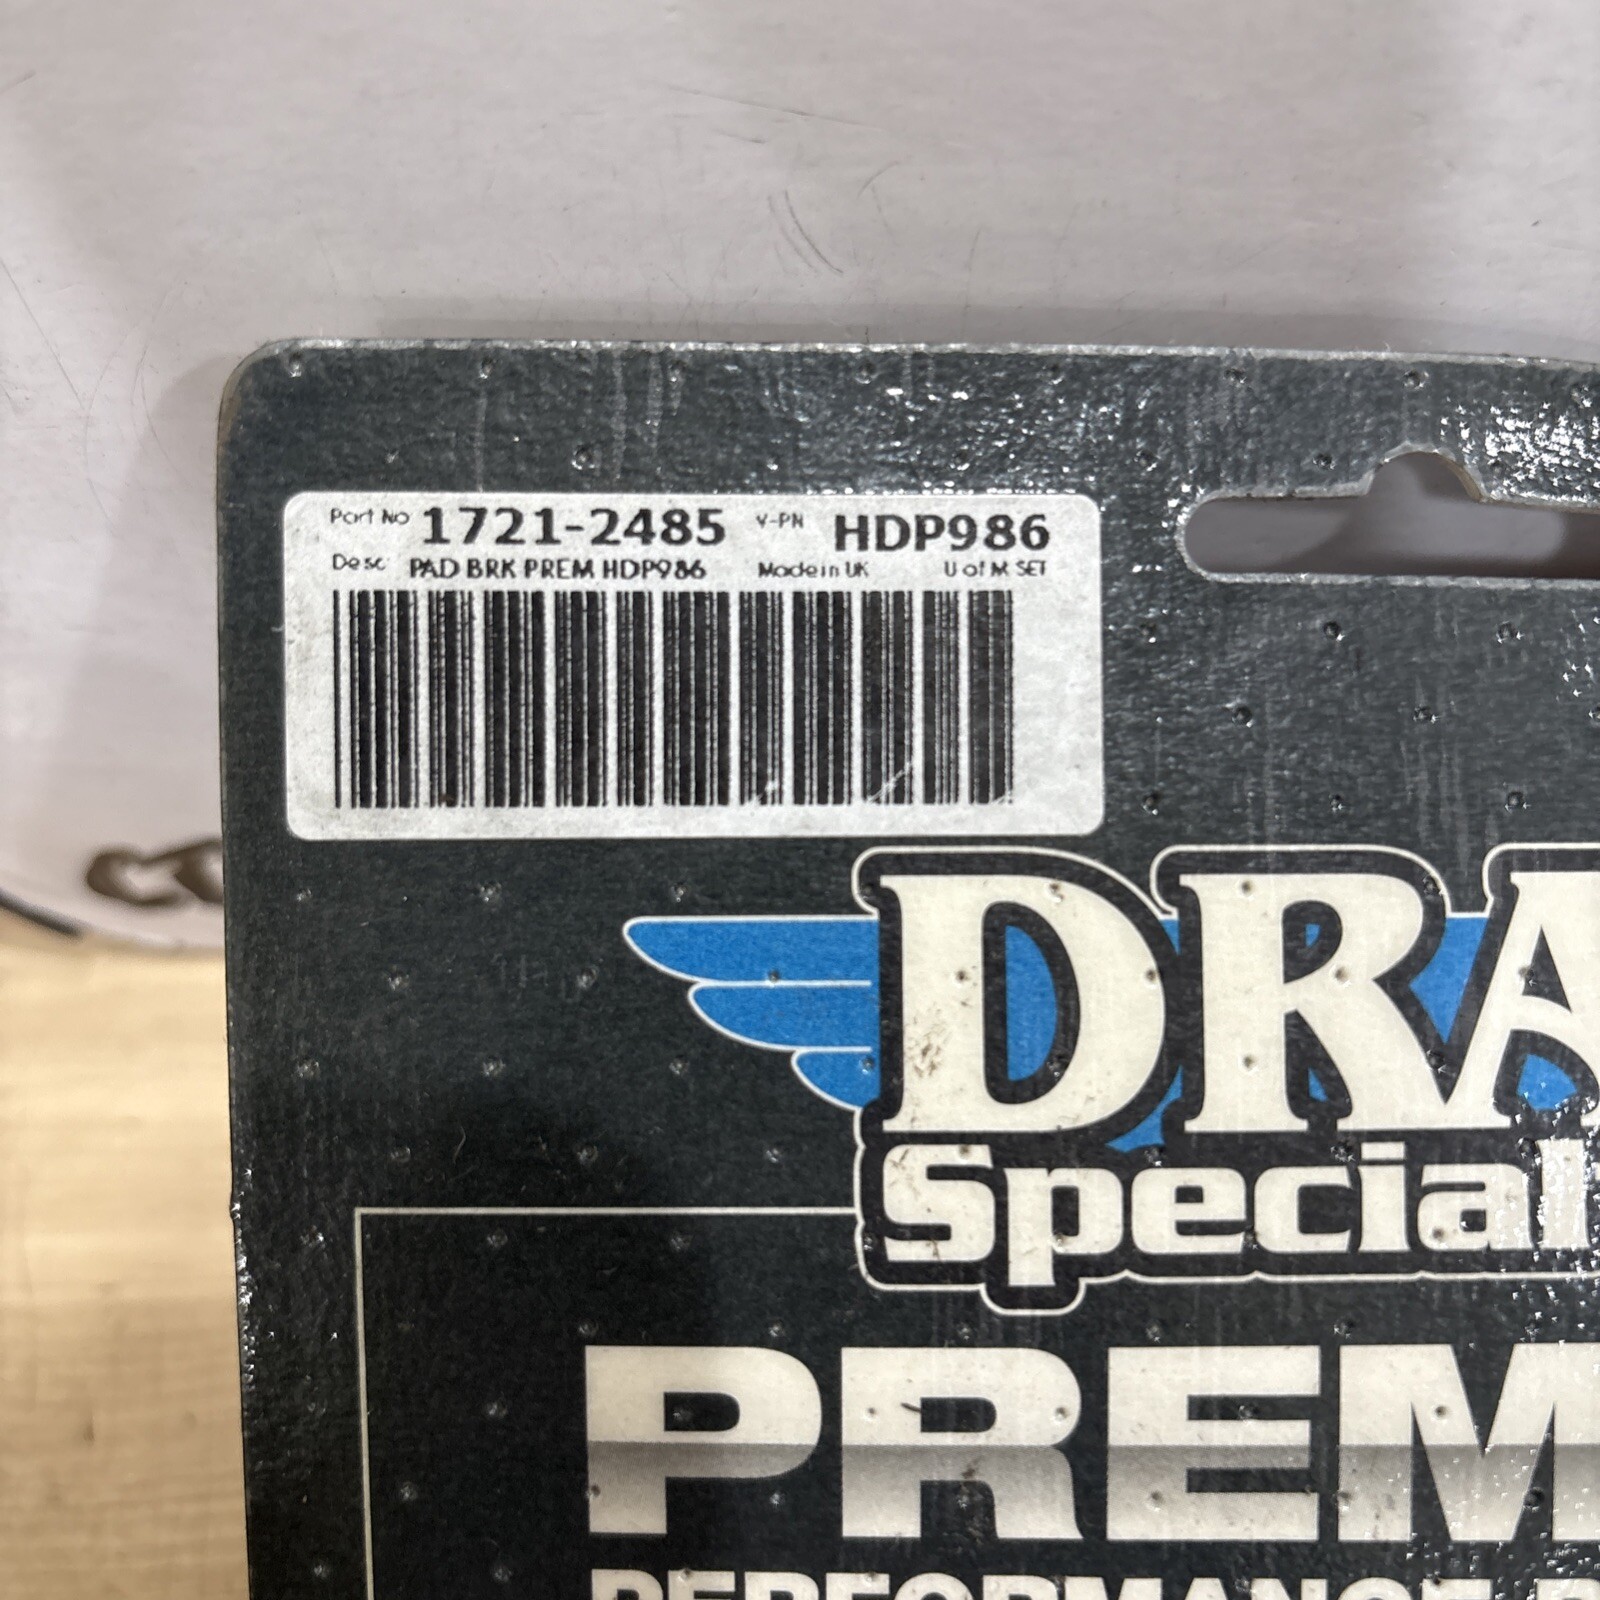 Part No 1721-2485 V-PN HDP986
Desc PAD BRK PREM HDP986 Made in UK U of M SET
DRA
Special
PREM
PERFORMANCE